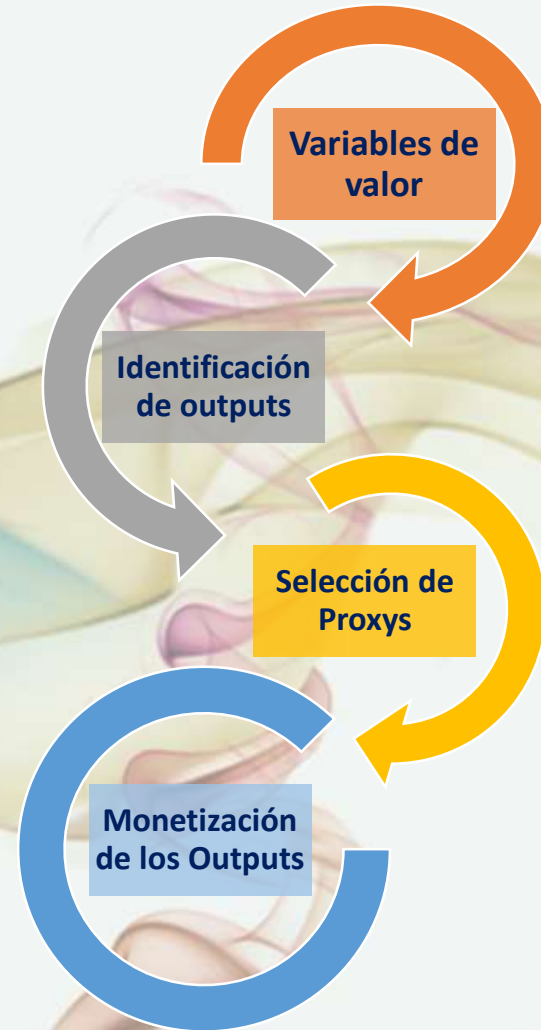 Variables de
valor
Identificación
de outputs
Selección de
Proxys
Monetización
de los Outputs